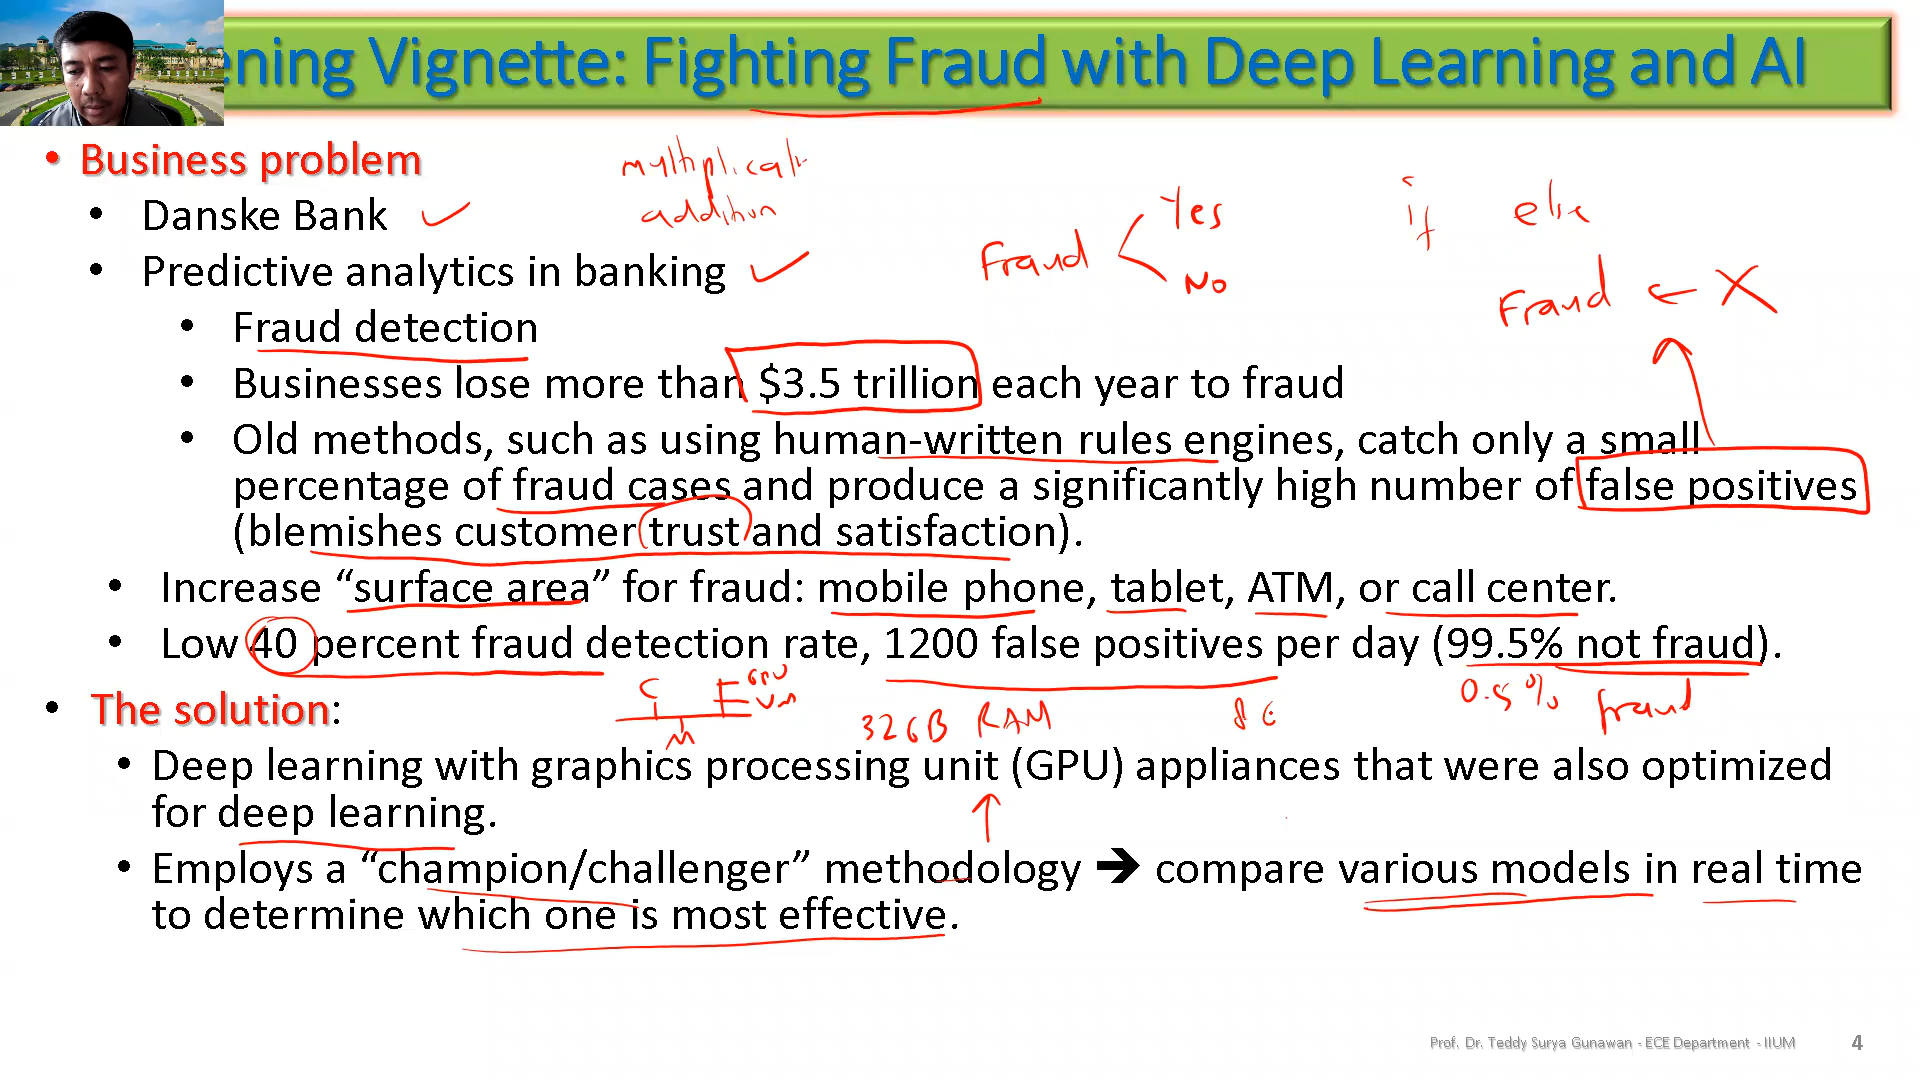 ening Vignette: Fighting Fraud with Deep Learning and AI
• Business problem
multiplicat
addition
Yes
if else
• Danske Bank
Fraud
No
• Predictive analytics in banking
Fraud ← X
• Fraud detection
• Businesses lose more than $3.5 trillion each year to fraud
• Old methods, such as using human-written rules engines, catch only a small
percentage of fraud cases and produce a significantly high number of false positives
(blemishes customer trust and satisfaction).
• Increase “surface area” for fraud: mobile phone, tablet, ATM, or call center.
• Low 40 percent fraud detection rate, 1200 false positives per day (99.5% not fraud).
C GPU
M
32GB RAM
0.5% fraud
• The solution:
• Deep learning with graphics processing unit (GPU) appliances that were also optimized
for deep learning.
• Employs a “champion/challenger” methodology ➔ compare various models in real time
to determine which one is most effective.
Prof. Dr. Teddy Surya Gunawan - ECE Department - IIUM 4